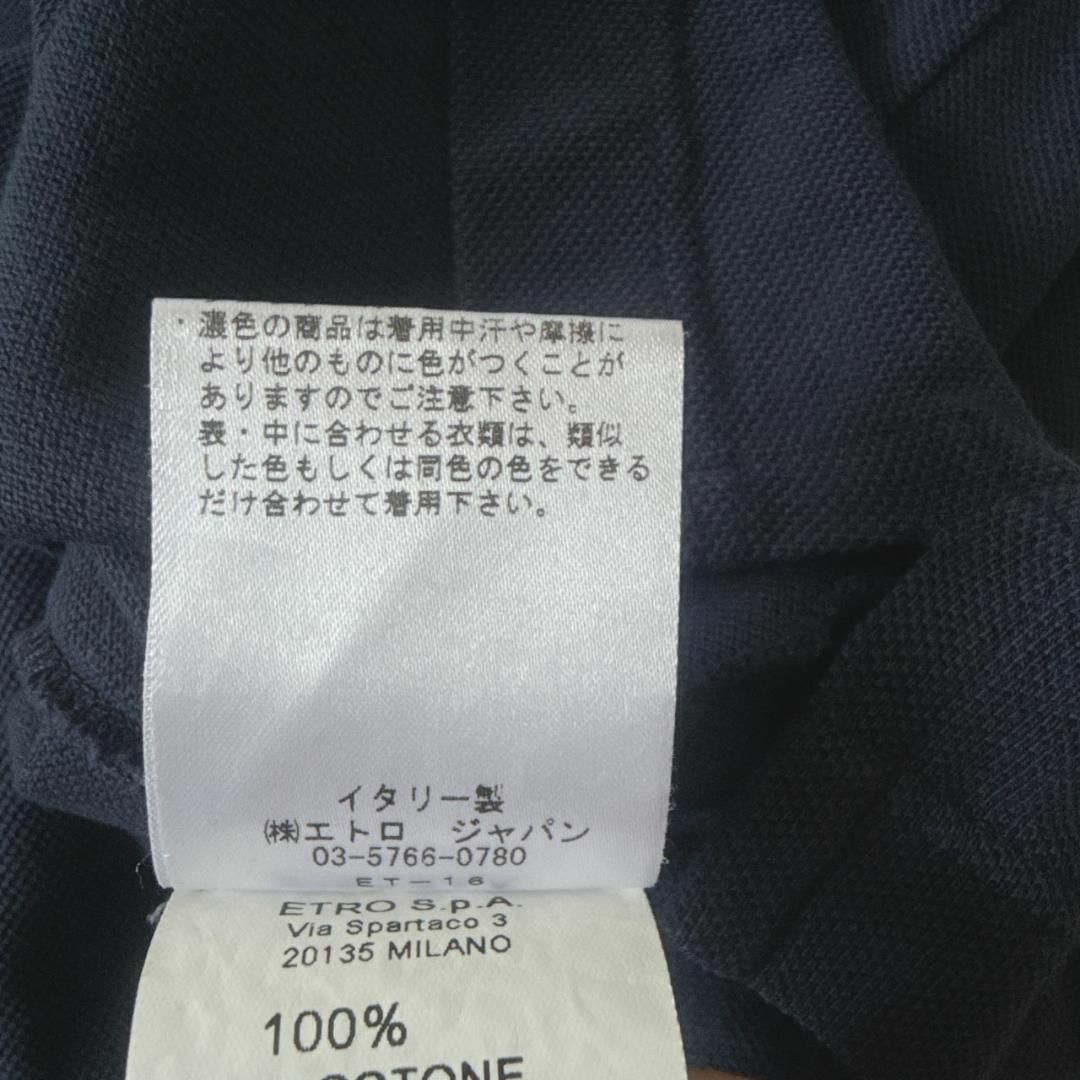 ・濃色の商品は着用中汗や摩擦に
より他のものに色がつくことが
ありますのでご注意下さい。
表・中に合わせる衣類は、類似
した色もしくは同色の色をできる
だけ合わせて着用下さい。
イタリー製
㈱エトロ　ジャパン
03-5766-0780
ET-16
ETRO S.p.A.
Via Spartaco 3
20135 MILANO
100%
COTONE